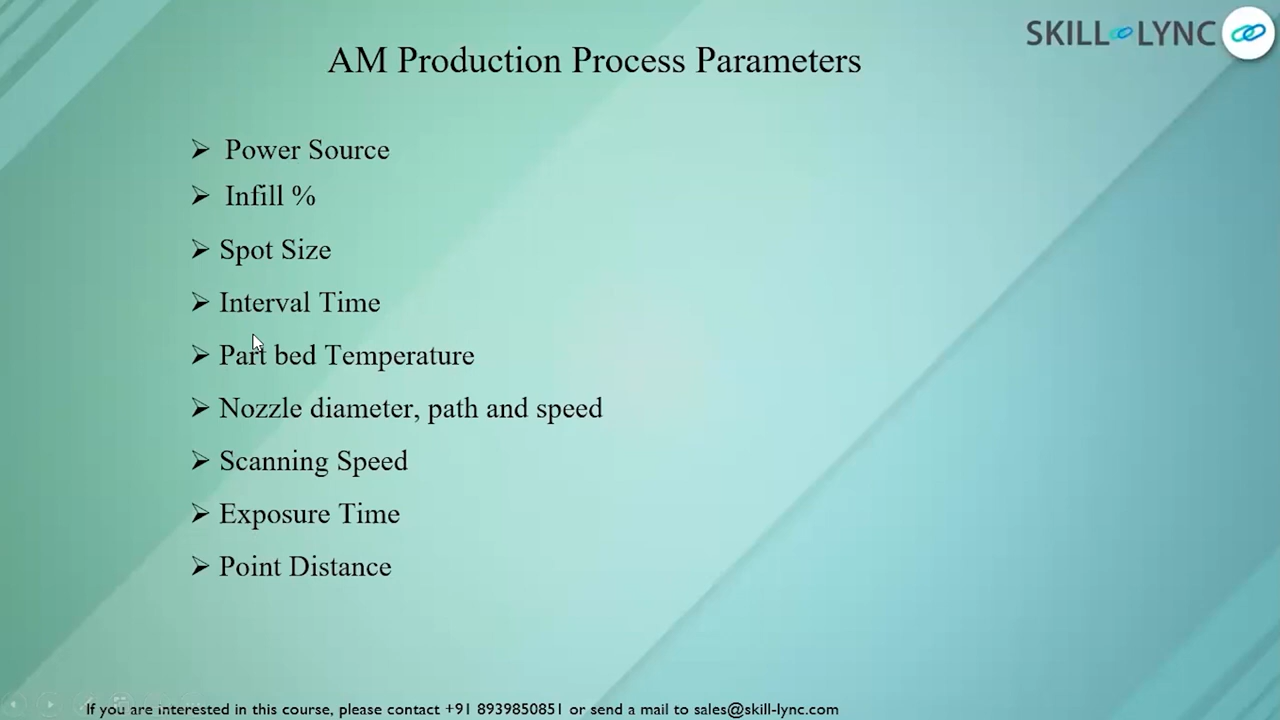 SKILL LYNC
AM Production Process Parameters
➢ Power Source
➢ Infill %
➢ Spot Size
➢ Interval Time
➢ Part bed Temperature
➢ Nozzle diameter, path and speed
➢ Scanning Speed
➢ Exposure Time
➢ Point Distance
If you are interested in this course, please contact +91 8939850851 or send a mail to sales@skill-lync.com